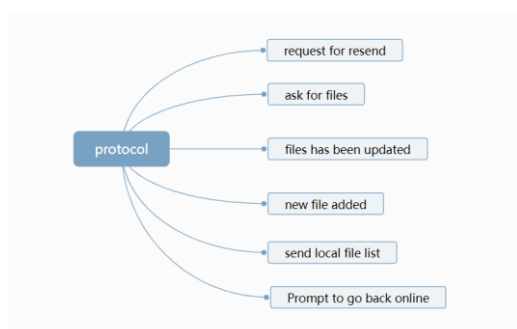 request for resend
ask for files
protocol
files has been updated
new file added
send local file list
Prompt to go back online